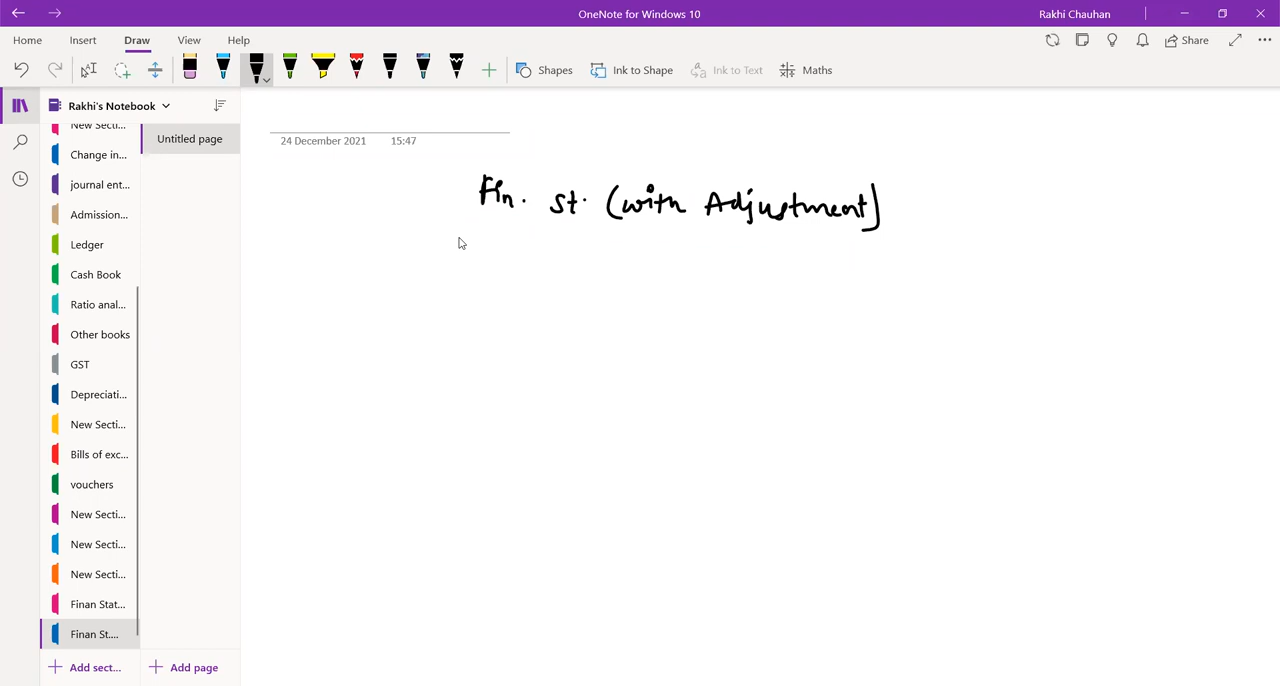 OneNote for Windows 10
Rakhi Chauhan
Home Insert Draw View Help
Share
Shapes Ink to Shape Ink to Text Maths
Rakhi's Notebook
New Secti...
Change in...
journal ent...
Admission...
Ledger
Cash Book
Ratio anal...
Other books
GST
Depreciati...
New Secti...
Bills of exc...
vouchers
New Secti...
New Secti...
New Secti...
Finan Stat...
Finan St....
Add sect...
Untitled page
Add page
24 December 2021 15:47
Fin. St. (with Adjustment)